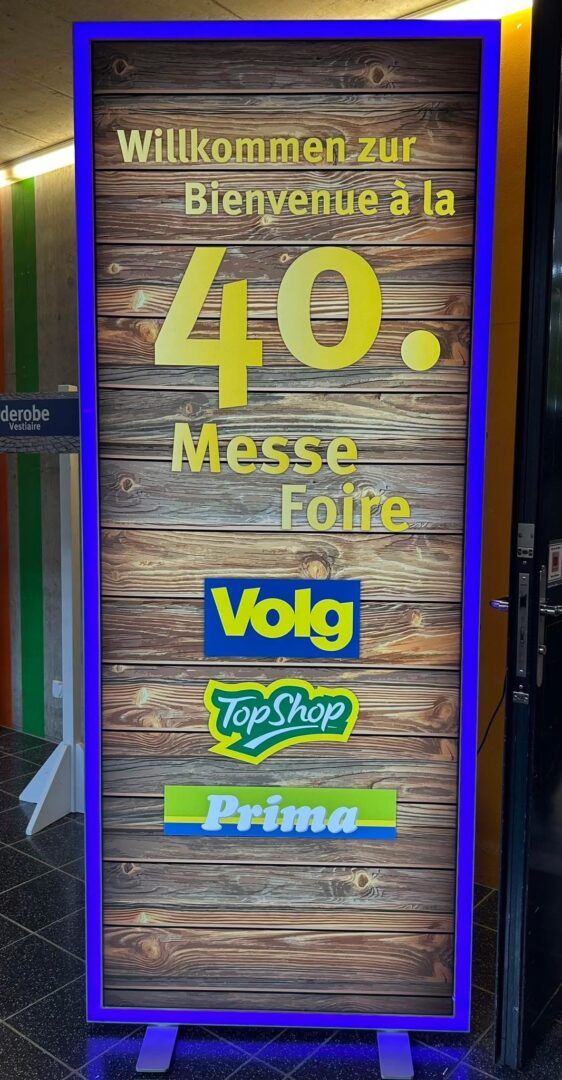 Willkommen zur
Bienvenue à la
40.
Messe
Foire
derobe
Vestiaire
Volg
TopShop
Prima